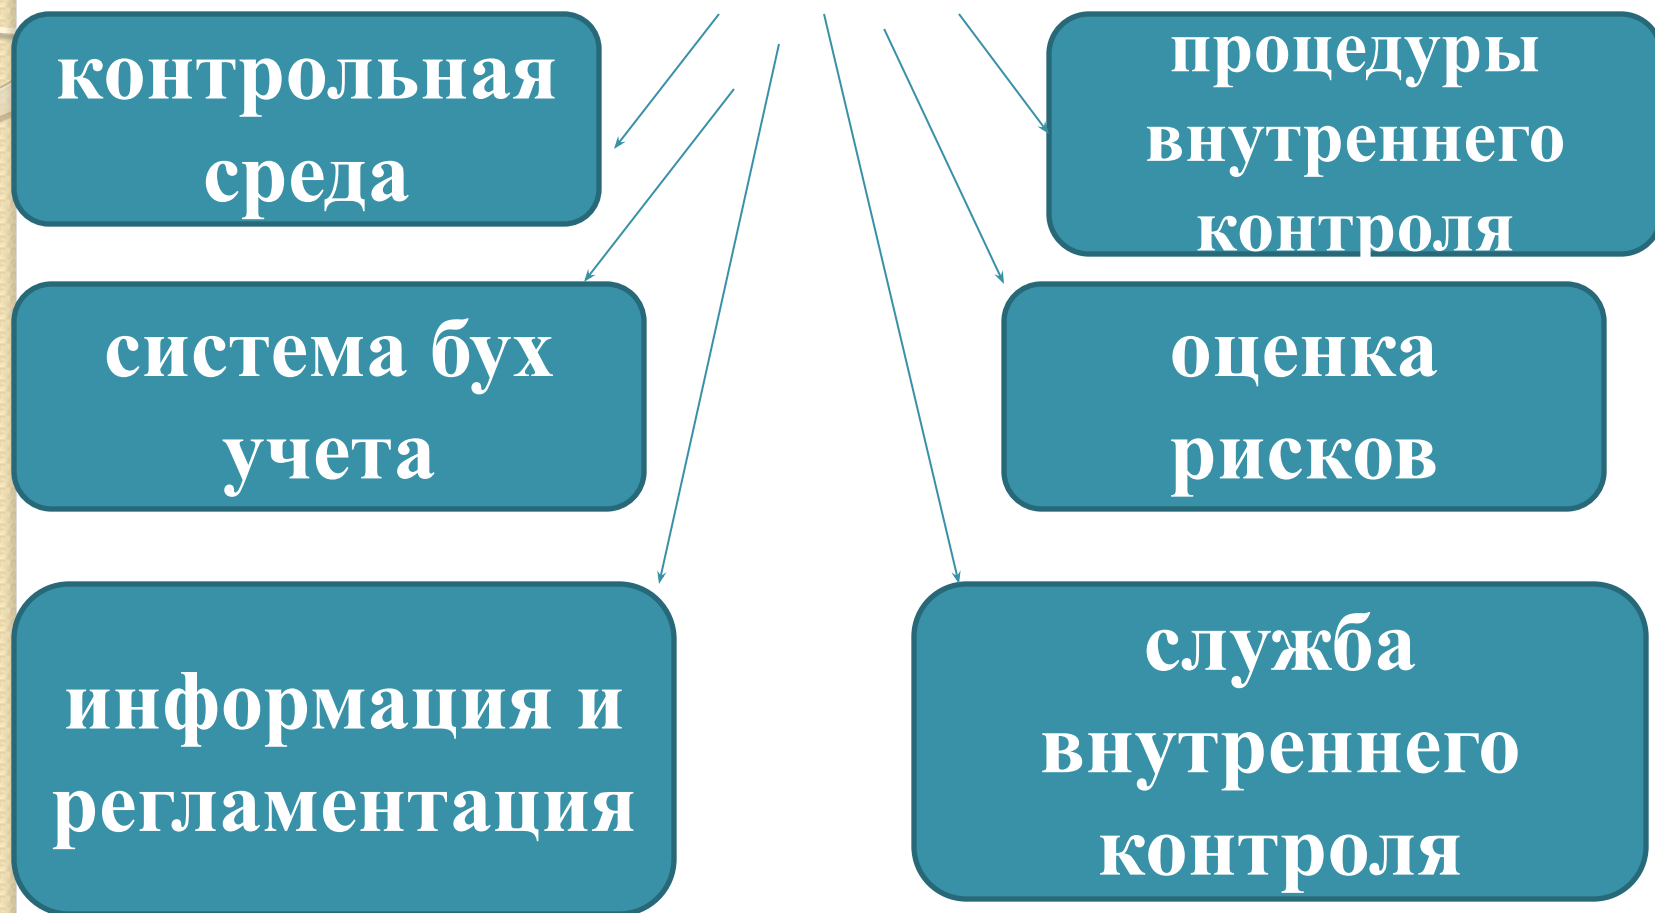 контрольная
среда
процедуры
внутреннего
контроля
система бух
учета
оценка
рисков
информация и
регламентация
служба
внутреннего
контроля